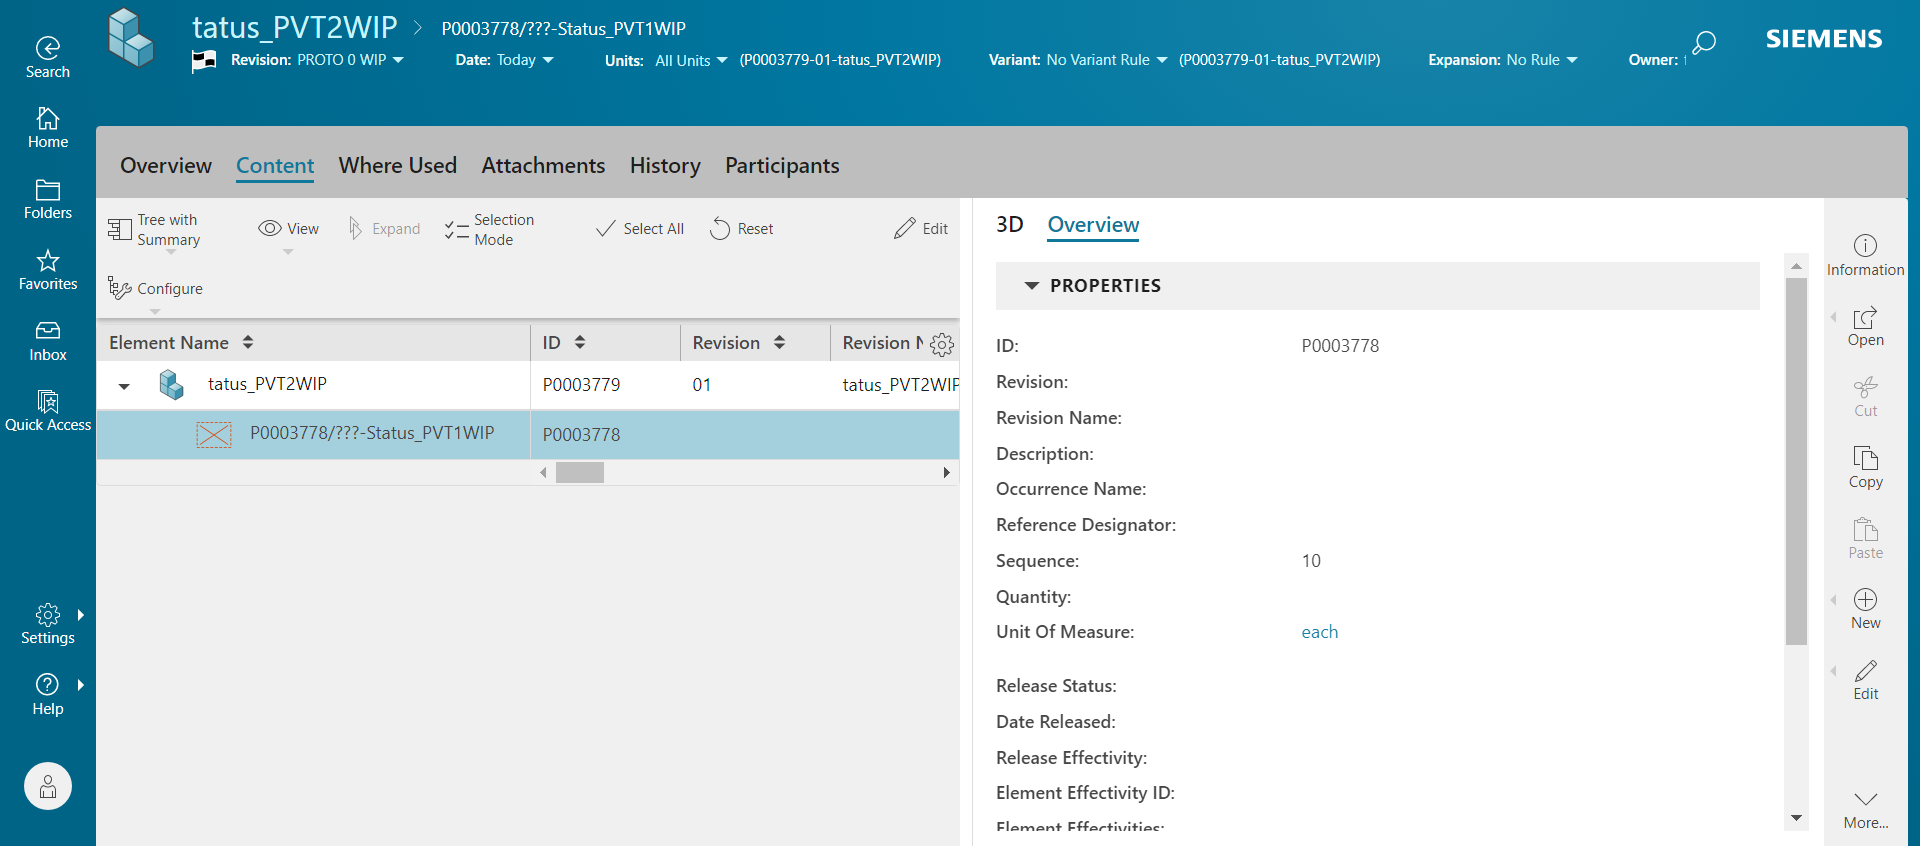 tatus_PVT2WIP
P0003778/???-Status_PVT1WIP
SIEMENS
Revision: PROTO 0 WIP
Date: Today
Units: All Units
(P0003779-01-tatus_PVT2WIP)
Variant: No Variant Rule
(P0003779-01-tatus_PVT2WIP)
Expansion: No Rule
Owner:
Search
Home
Folders
Favorites
Inbox
Quick Access
Settings
Help
Overview
Content
Where Used
Attachments
History
Participants
Tree with
Summary
View
Expand
Selection
Mode
Select All
Reset
Edit
Configure
Element Name
ID
Revision
Revision
tatus_PVT2WIP
P0003779
01
tatus_PVT2WIP
P0003778/???-Status_PVT1WIP
P0003778
3D
Overview
PROPERTIES
ID: P0003778
Revision:
Revision Name:
Description:
Occurrence Name:
Reference Designator:
Sequence: 10
Quantity:
Unit Of Measure: each
Release Status:
Date Released:
Release Effectivity:
Element Effectivity ID:
Element Effectivities:
Information
Open
Cut
Copy
Paste
New
Edit
More...